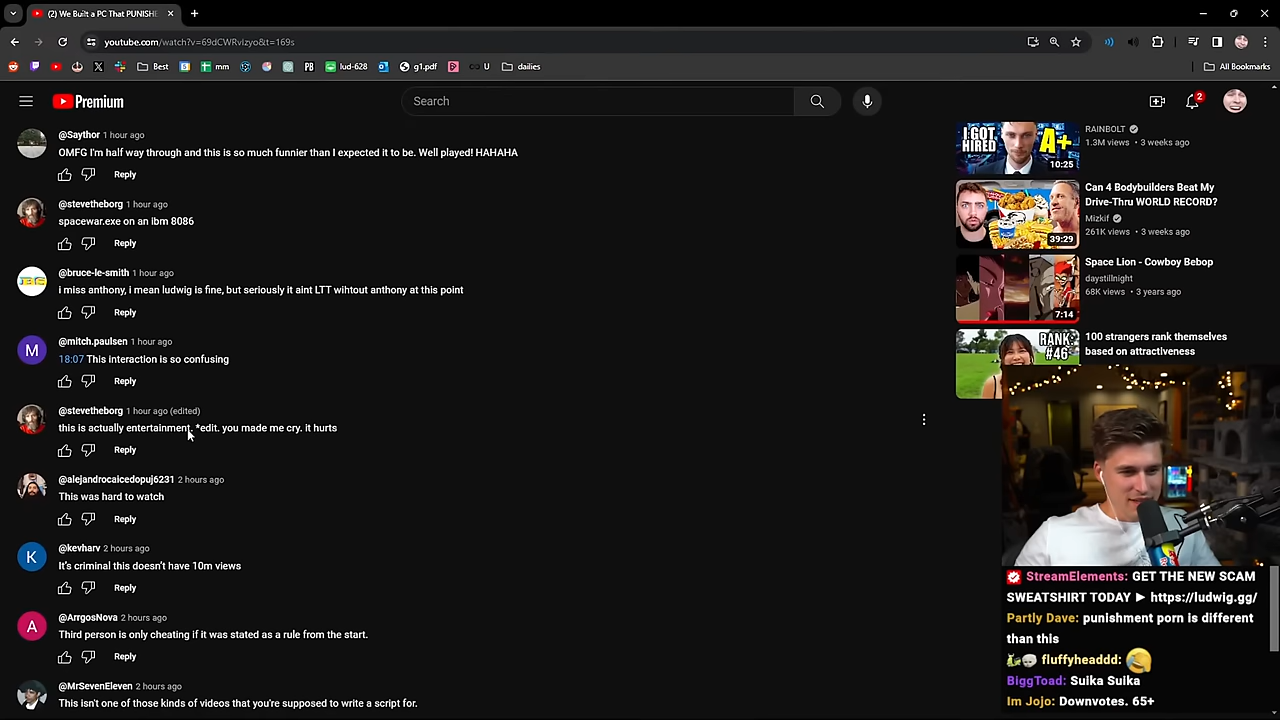 (2) We Built a PC That PUNISHE
youtube.com/watch?v=69dCWRvizyo&t=169s
Best
mm
PB
lud-628
g1.pdf
U
dailies
All Bookmarks
Premium
Search
2
@Saythor 1 hour ago
OMFG I'm half way through and this is so much funnier than I expected it to be. Well played! HAHAHA
Reply
@stevetheborg 1 hour ago
spacewar.exe on an ibm 8086
Reply
@bruce-le-smith 1 hour ago
i miss anthony, i mean ludwig is fine, but seriously it aint LTT wihtout anthony at this point
Reply
M
@mitch.paulsen 1 hour ago
18:07 This interaction is so confusing
Reply
@stevetheborg 1 hour ago (edited)
this is actually entertainment. *edit. you made me cry. it hurts
Reply
@alejandrocaicedopuj6231 2 hours ago
This was hard to watch
Reply
K
@kevharv 2 hours ago
It's criminal this doesn't have 10m views
Reply
A
@ArrgosNova 2 hours ago
Third person is only cheating if it was stated as a rule from the start.
Reply
@MrSevenEleven 2 hours ago
This isn't one of those kinds of videos that you're supposed to write a script for.
I GOT
HIRED
A+
10:25
RAINBOLT
1.3M views • 3 weeks ago
39:29
Can 4 Bodybuilders Beat My
Drive-Thru WORLD RECORD?
Mizkif
261K views • 3 weeks ago
7:14
Space Lion - Cowboy Bebop
daystillnight
68K views • 3 years ago
RANK:
#46
100 strangers rank themselves
based on attractiveness
StreamElements: GET THE NEW SCAM
SWEATSHIRT TODAY ► https://ludwig.gg/
Partly Dave: punishment porn is different
than this
fluffyheaddd:
BiggToad: Suika Suika
Im Jojo: Downvotes. 65+